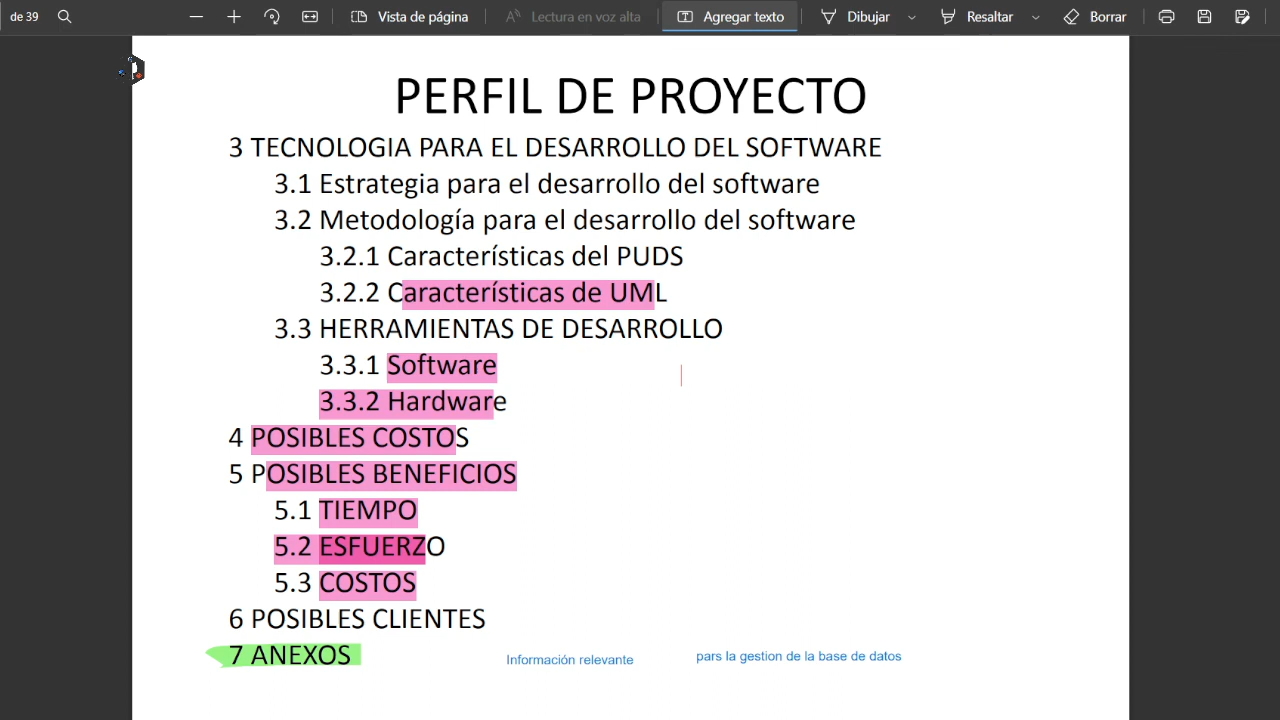 de 39 Vista de página Lectura en voz alta Agregar texto Dibujar Resaltar Borrar
PERFIL DE PROYECTO
3 TECNOLOGIA PARA EL DESARROLLO DEL SOFTWARE
3.1 Estrategia para el desarrollo del software
3.2 Metodología para el desarrollo del software
3.2.1 Características del PUDS
3.2.2 Características de UML
3.3 HERRAMIENTAS DE DESARROLLO
3.3.1 Software
3.3.2 Hardware
4 POSIBLES COSTOS
5 POSIBLES BENEFICIOS
5.1 TIEMPO
5.2 ESFUERZO
5.3 COSTOS
6 POSIBLES CLIENTES
7 ANEXOS Información relevante pars la gestion de la base de datos